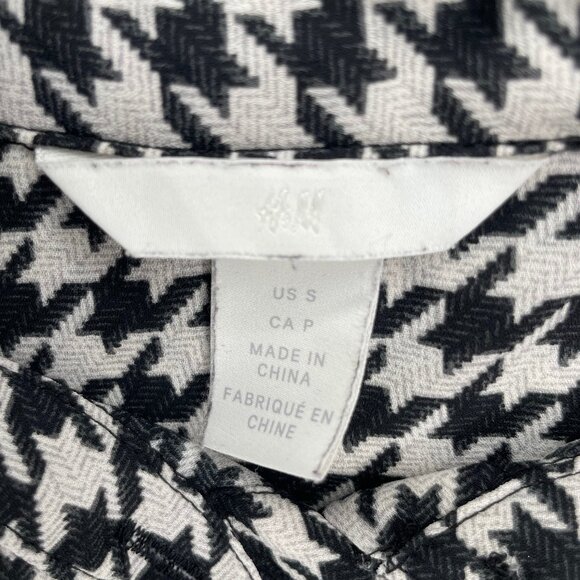 H&M
US S
CA P
MADE IN
CHINA
FABRIQUÉ EN
CHINE